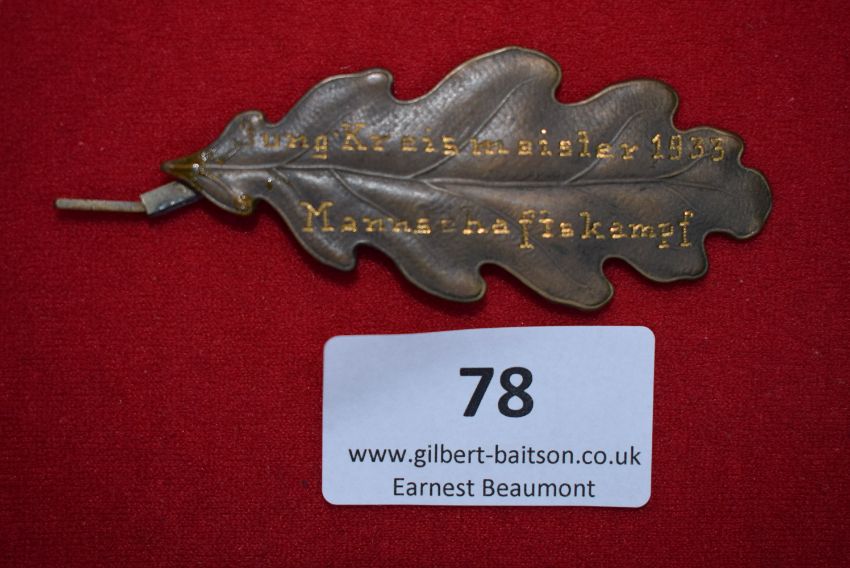 Jung Kreismeister 1933
Mannschaftskampf
78
www.gilbert-baitson.co.uk
Earnest Beaumont